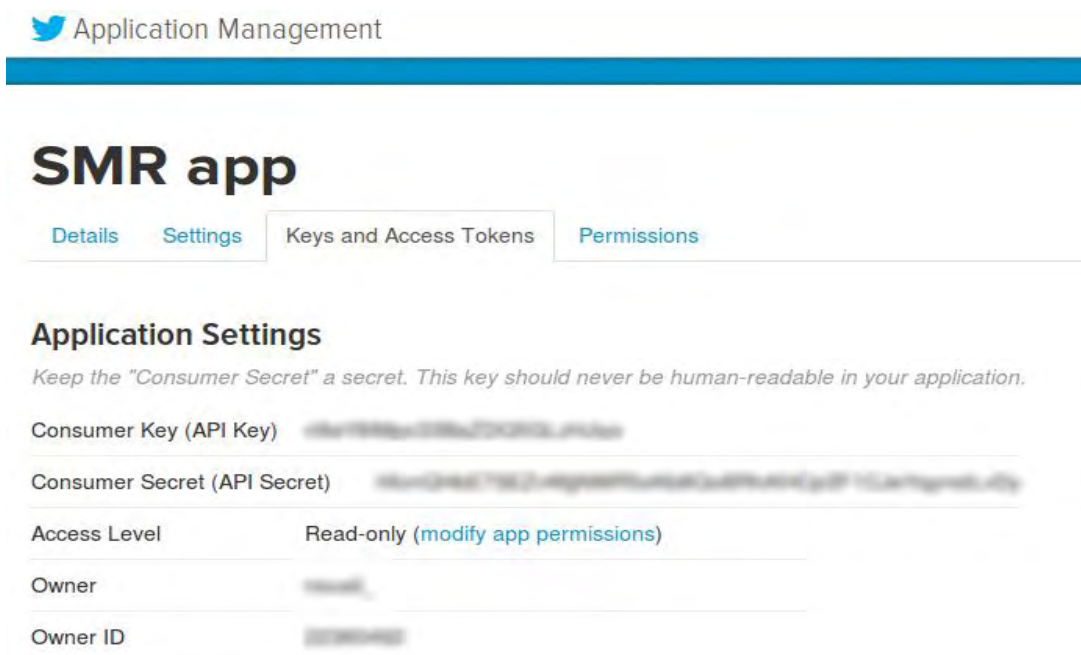 Application Management
SMR app
Details Settings Keys and Access Tokens Permissions
Application Settings
Keep the "Consumer Secret" a secret. This key should never be human-readable in your application.
Consumer Key (API Key)
Consumer Secret (API Secret)
Access Level Read-only (modify app permissions)
Owner
Owner ID